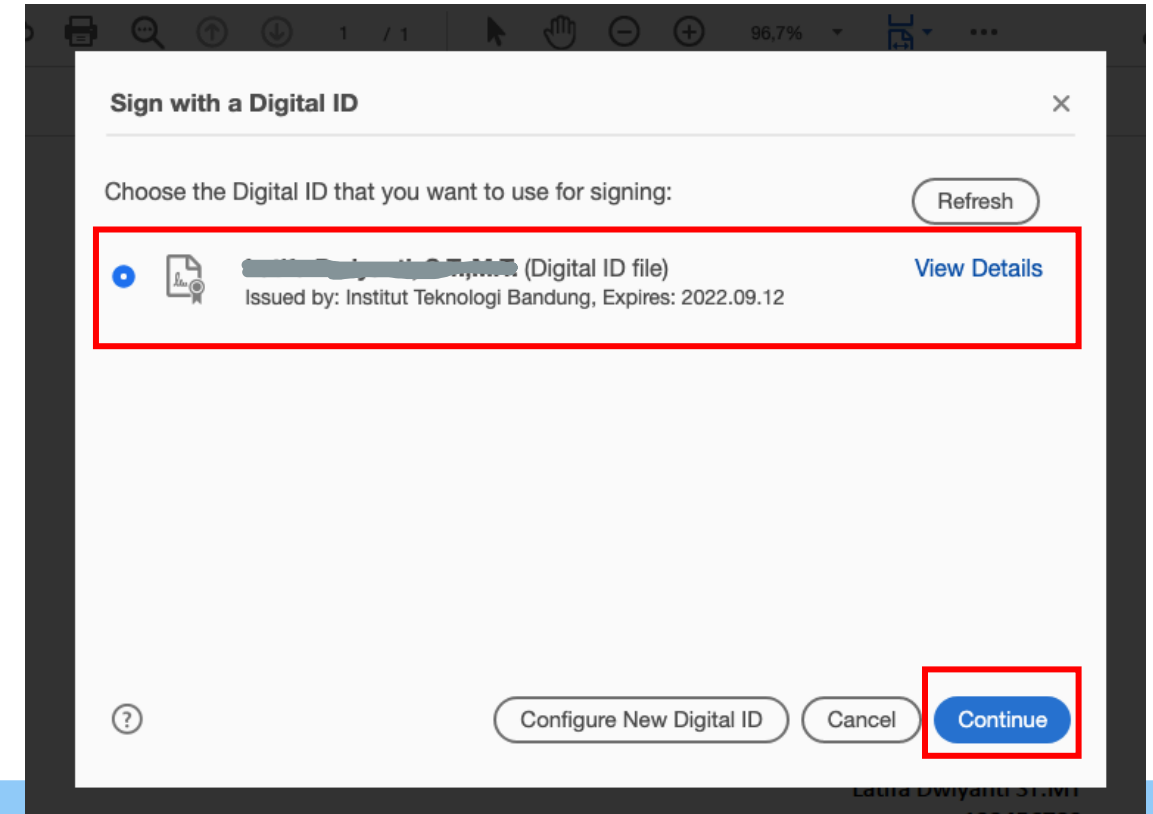 1 / 1 96,7%
Sign with a Digital ID
Choose the Digital ID that you want to use for signing:
Refresh
(Digital ID file)
View Details
Issued by: Institut Teknologi Bandung, Expires: 2022.09.12
Configure New Digital ID
Cancel
Continue